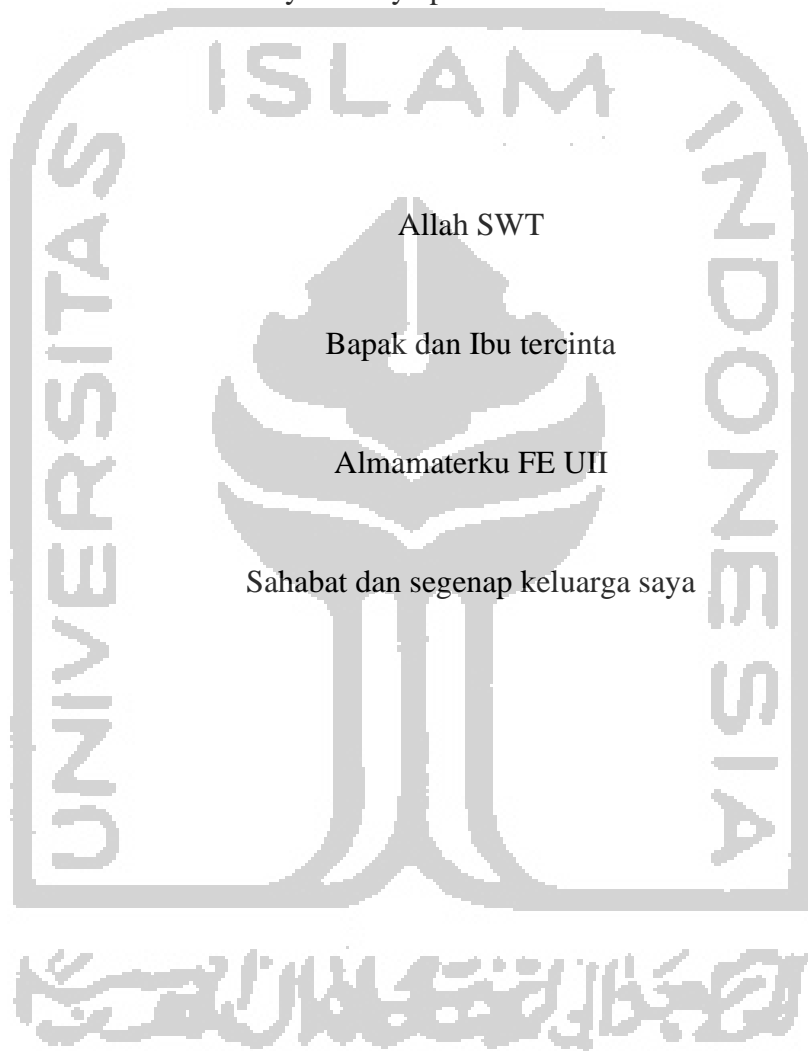 ISLAM
UNIVERSITAS
INDONESIA
Allah SWT
Bapak dan Ibu tercinta
Almamaterku FE UII
Sahabat dan segenap keluarga saya